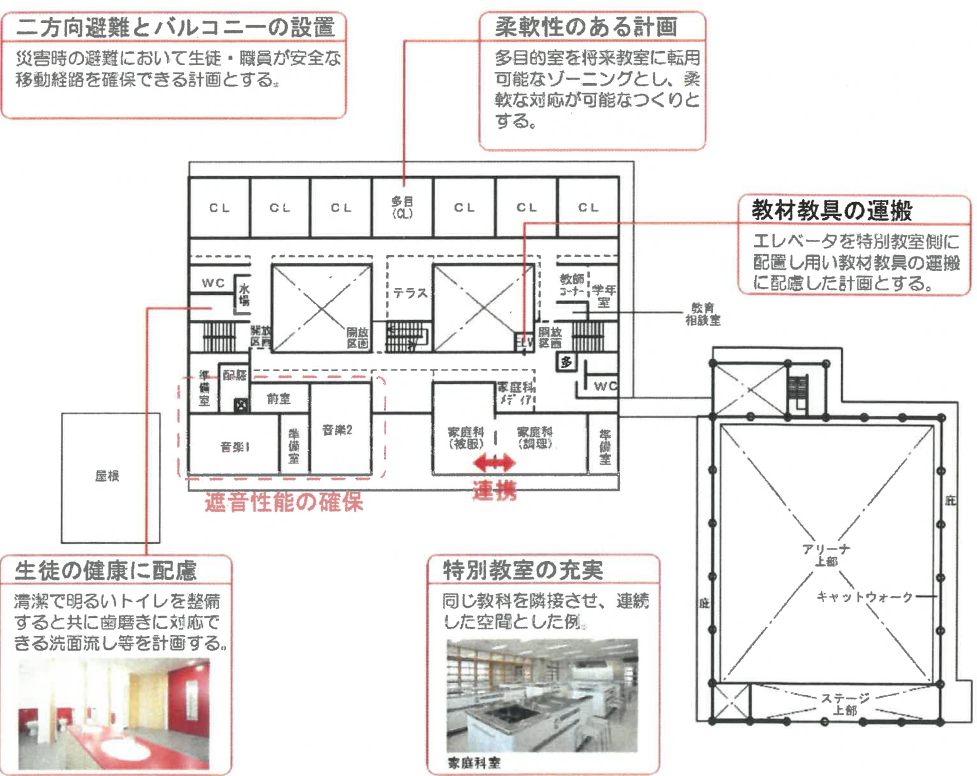 二方向避難とバルコニーの設置
災害時の避難において生徒・職員が安全な
移動経路を確保できる計画とする。
柔軟性のある計画
多目的室を将来教室に転用
可能なゾーニングとし、柔
軟な対応が可能なつくりと
する。
CL
CL
CL
多目
(CL)
CL
CL
CL
教材教具の運搬
エレベータを特別教室側に
配置し用い教材教具の運搬
に配慮した計画とする。
WC
水
場
テラス
教師
コーナー
学年
室
教育
相談室
開放
区画
開放
区画
EV
開放
区画
多
WC
準
備
室
配膳
前室
家庭科
メディア
音楽1
準
備
室
音楽2
家庭科
(被服)
家庭科
(調理)
準
備
室
連携
遮音性能の確保
屋根
庇
アリーナ
上部
キャットウォーク
庇
ステージ
上部
生徒の健康に配慮
清潔で明るいトイレを整備
すると共に歯磨きに対応で
きる洗面流し等を計画する。
特別教室の充実
同じ教科を隣接させ、連続
した空間とした例。
家庭科室